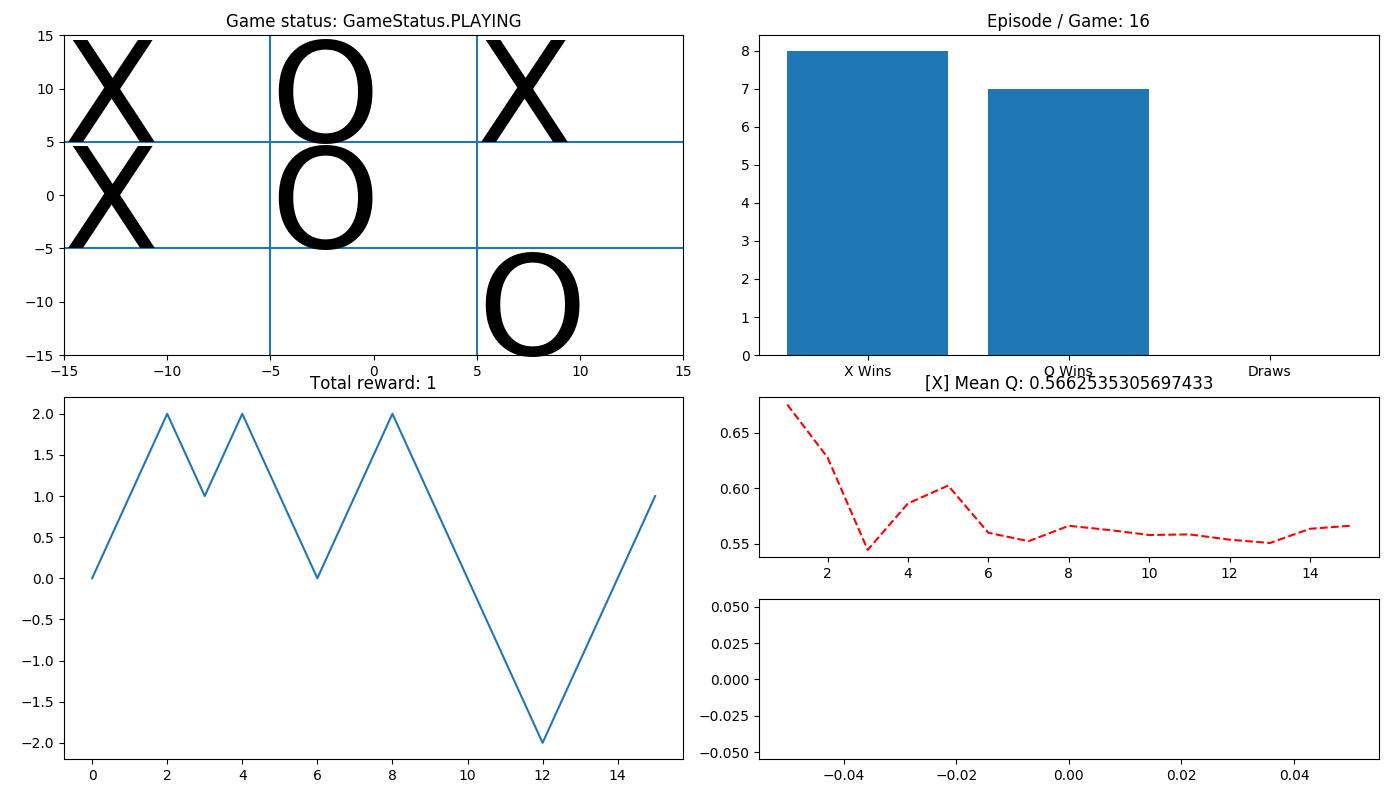 Game status: GameStatus.PLAYING
15
10
5
0
−5
−10
−15
X O X
X O
O
−15 −10 −5 0 5 10 15
Episode / Game: 16
8
7
6
5
4
3
2
1
0
X Wins O Wins Draws
Total reward: 1
2.0
1.5
1.0
0.5
0.0
−0.5
−1.0
−1.5
−2.0
0 2 4 6 8 10 12 14
[X] Mean Q: 0.5662535305697433
0.65
0.60
0.55
2 4 6 8 10 12 14
0.050
0.025
0.000
−0.025
−0.050
−0.04 −0.02 0.00 0.02 0.04